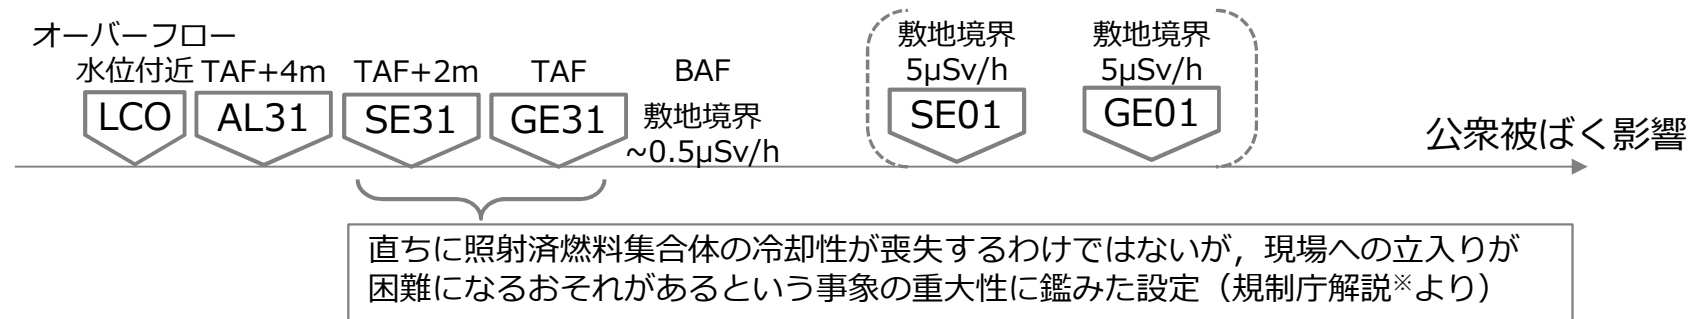 オーバーフロー
水位付近 TAF+4m TAF+2m TAF BAF
敷地境界
5μSv/h
敷地境界
5μSv/h
LCO AL31 SE31 GE31
敷地境界
~0.5μSv/h
SE01 GE01
公衆被ばく影響
直ちに照射済燃料集合体の冷却性が喪失するわけではないが，現場への立入りが
困難になるおそれがあるという事象の重大性に鑑みた設定（規制庁解説※より）